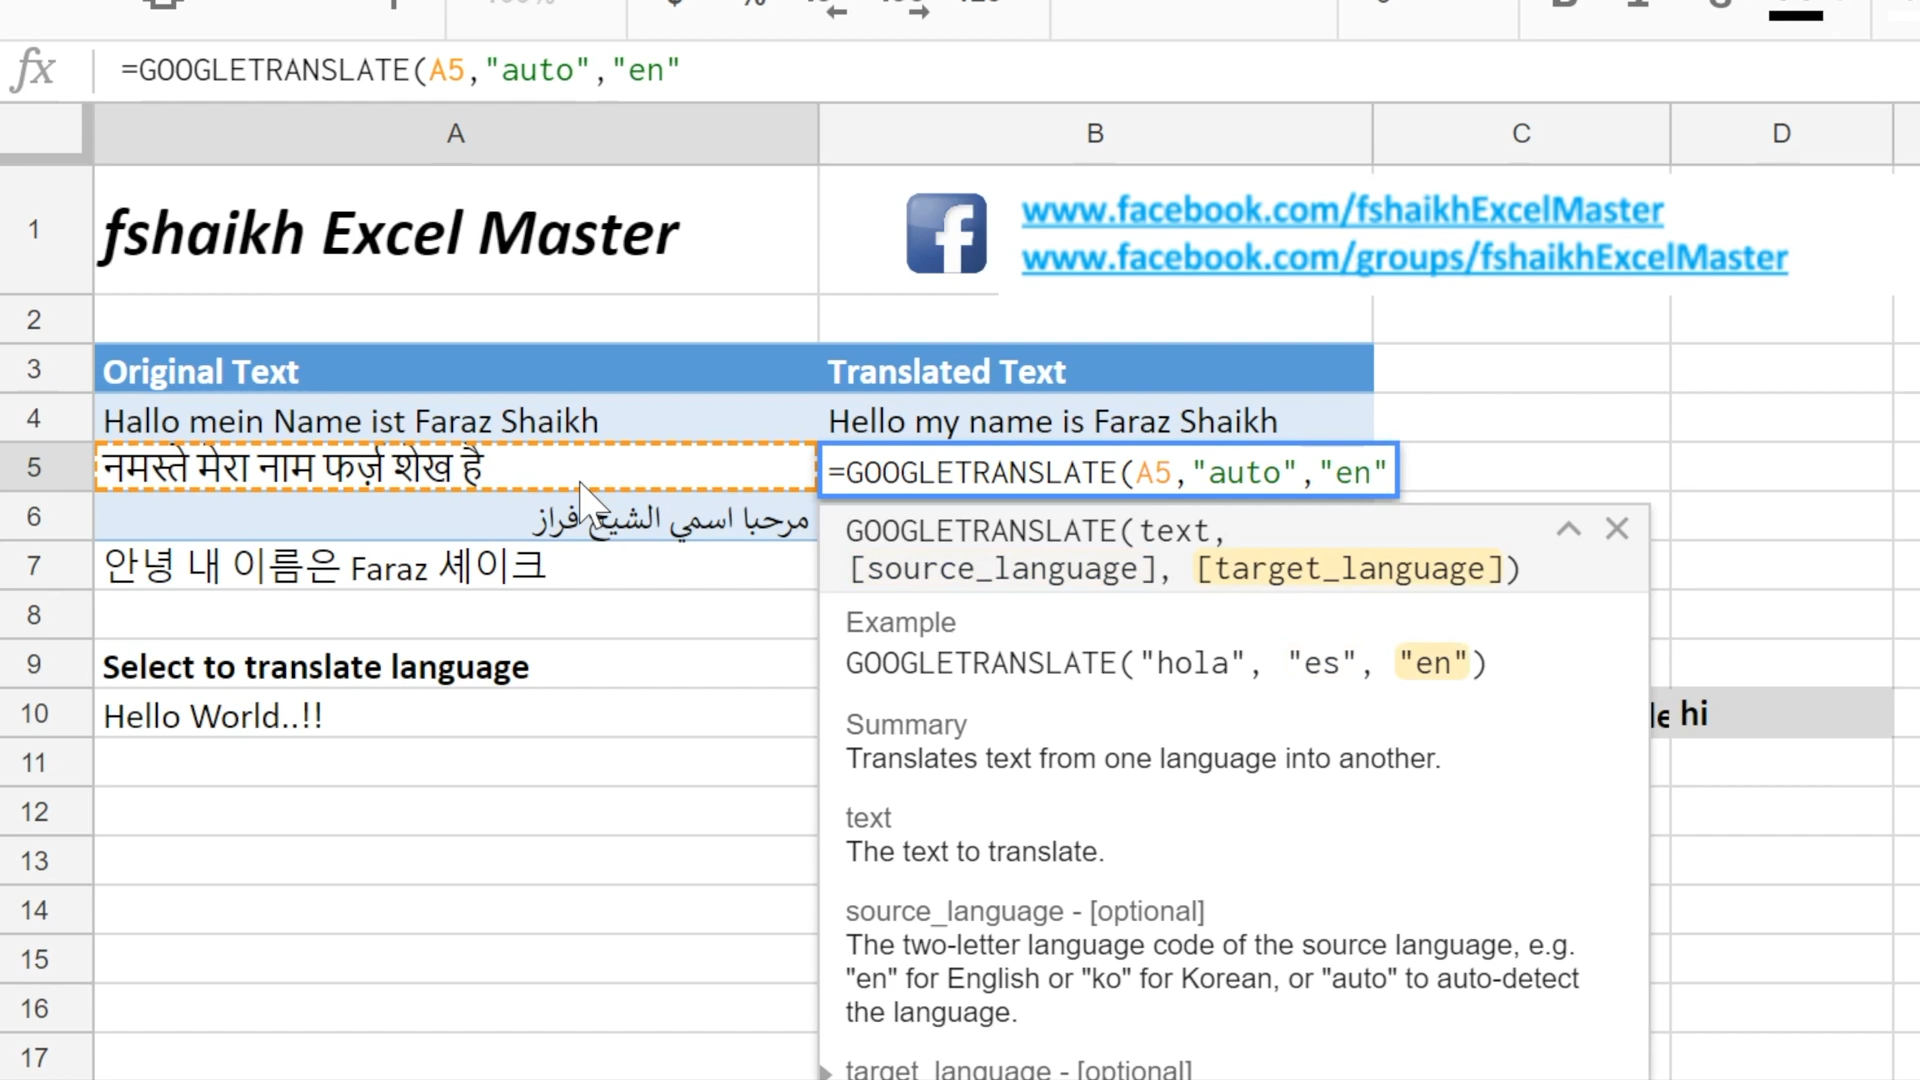 fx =GOOGLETRANSLATE(A5,"auto","en"
A B C D
1 fshaikh Excel Master
www.facebook.com/fshaikhExcelMaster
www.facebook.com/groups/fshaikhExcelMaster
2
3 Original Text Translated Text
4 Hallo mein Name ist Faraz Shaikh Hello my name is Faraz Shaikh
5 नमस्ते मेरा नाम फर्ज़ शेख है =GOOGLETRANSLATE(A5,"auto","en"
6 مرحبا اسمي الشيخ فراز
7 안녕 내 이름은 Faraz 셰이크
GOOGLETRANSLATE(text,
[source_language], [target_language])
8
Example
9 Select to translate language
GOOGLETRANSLATE("hola", "es", "en")
10 Hello World..!! hi
Summary
11
Translates text from one language into another.
12
text
13
The text to translate.
14
source_language - [optional]
15
The two-letter language code of the source language, e.g.
"en" for English or "ko" for Korean, or "auto" to auto-detect
16
the language.
17
target_language - [optional]